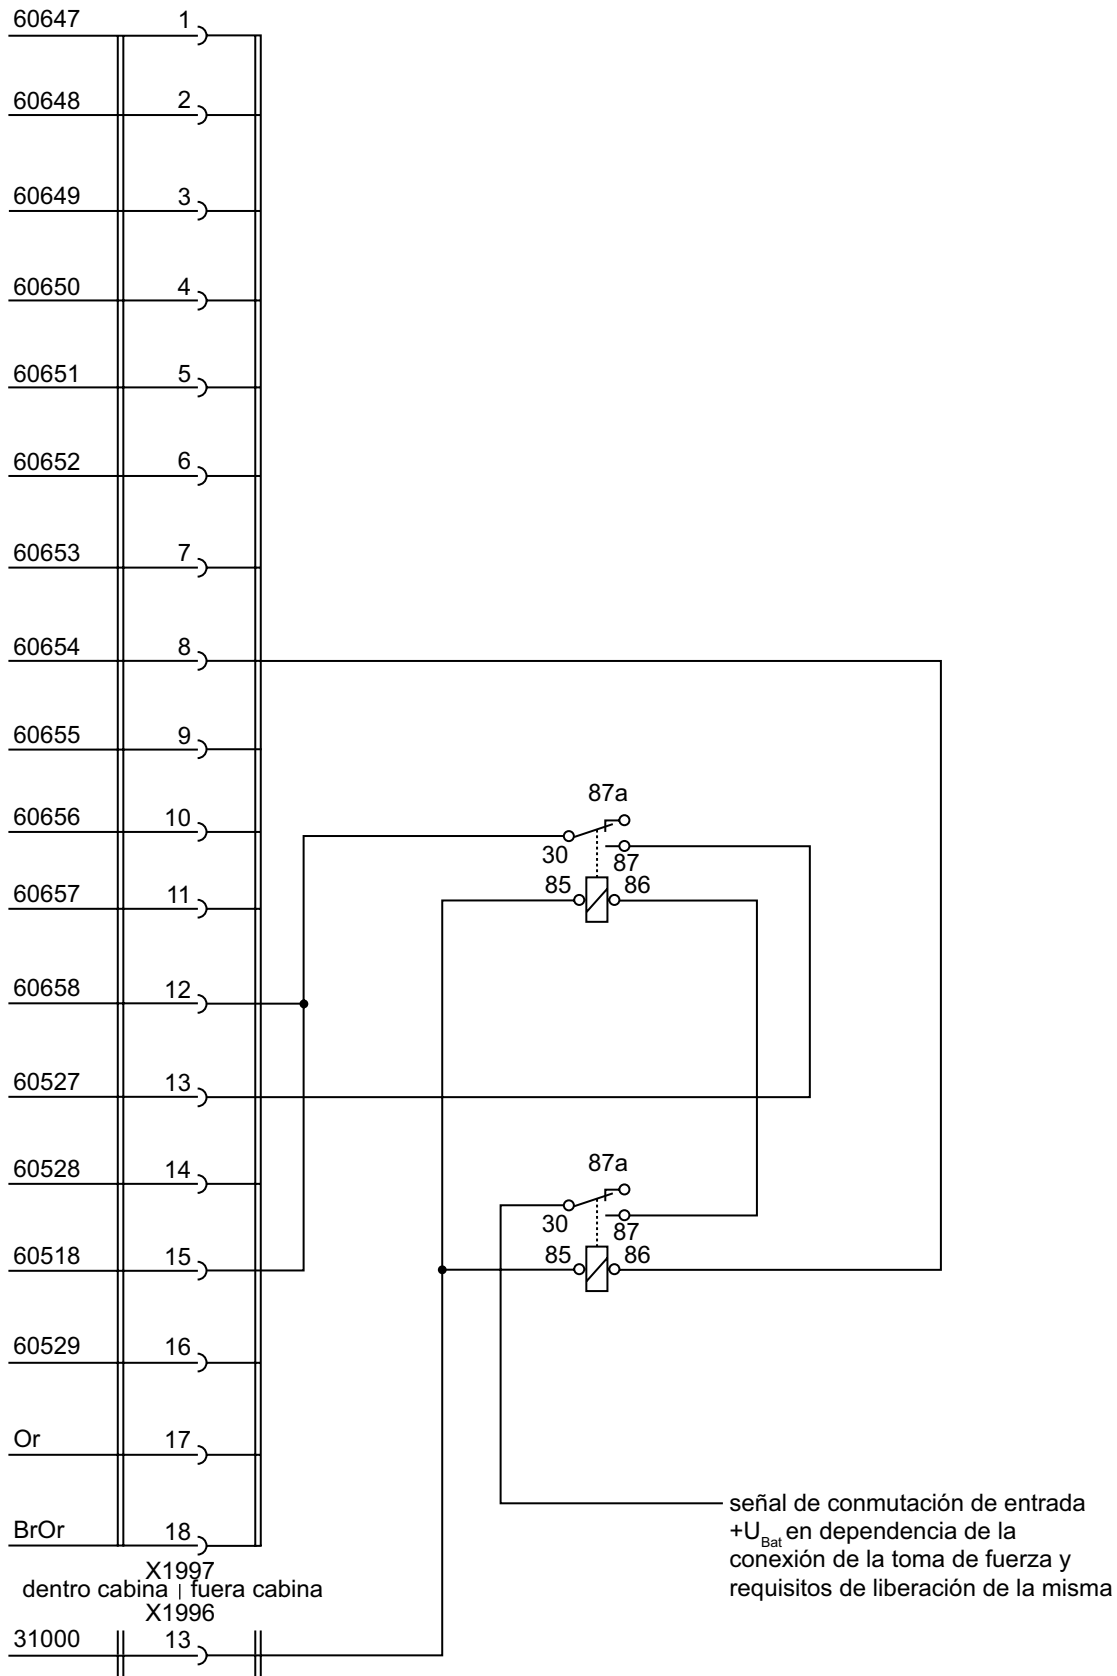 60647 1
60648 2
60649 3
60650 4
60651 5
60652 6
60653 7
60654 8
60655 9
87a
60656 10
30 87
60657 11 85 86
60658 12
60527 13
87a
60528 14
30 87
60518 15 85 86
60529 16
Or 17
señal de conmutación de entrada
+UBat en dependencia de la
conexión de la toma de fuerza y
requisitos de liberación de la misma
BrOr 18
X1997
dentro cabina | fuera cabina
X1996
31000 13